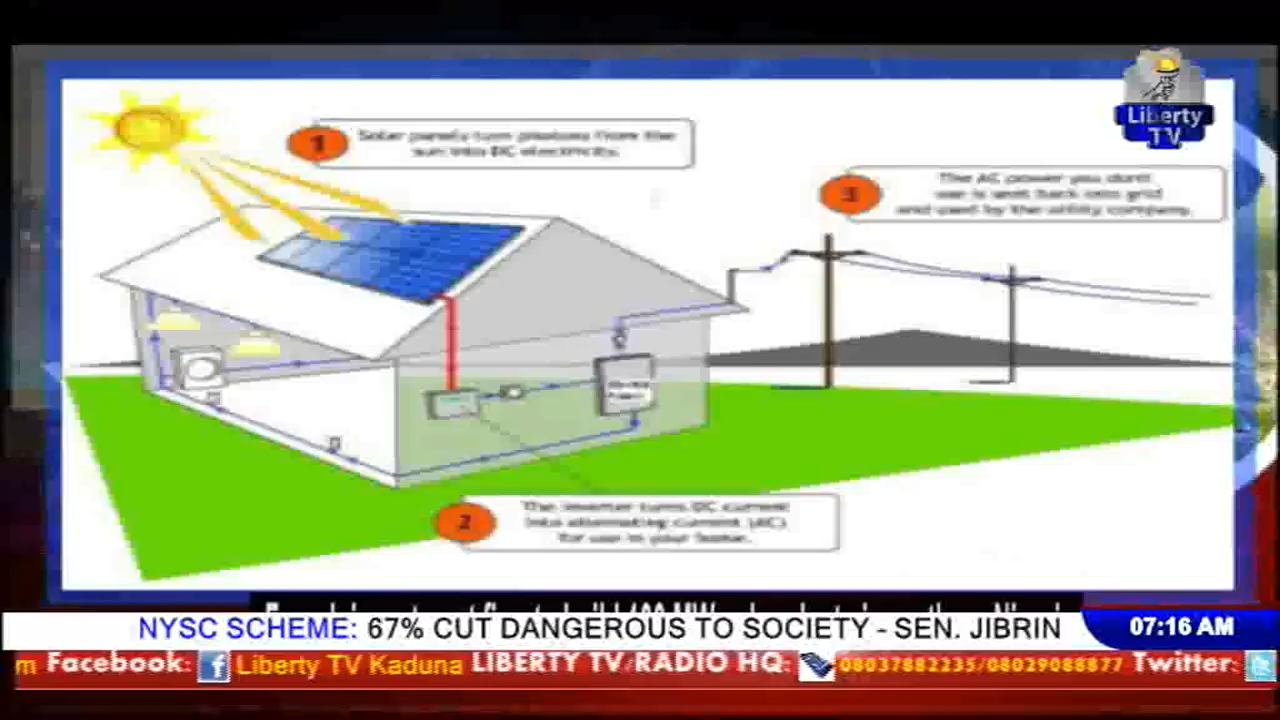 Liberty
TV
1
Solar panels turn photons from the
sun into DC electricity.
3
The AC power you dont
use is sent back into grid
and used by the utility company.
2
The inverter turns DC current
into alternating current (AC)
for use in your home.
NYSC SCHEME: 67% CUT DANGEROUS TO SOCIETY - SEN. JIBRIN
07:16 AM
m Facebook: f Liberty TV Kaduna LIBERTY TV/RADIO HQ: 08037882235/08029088877 Twitter: